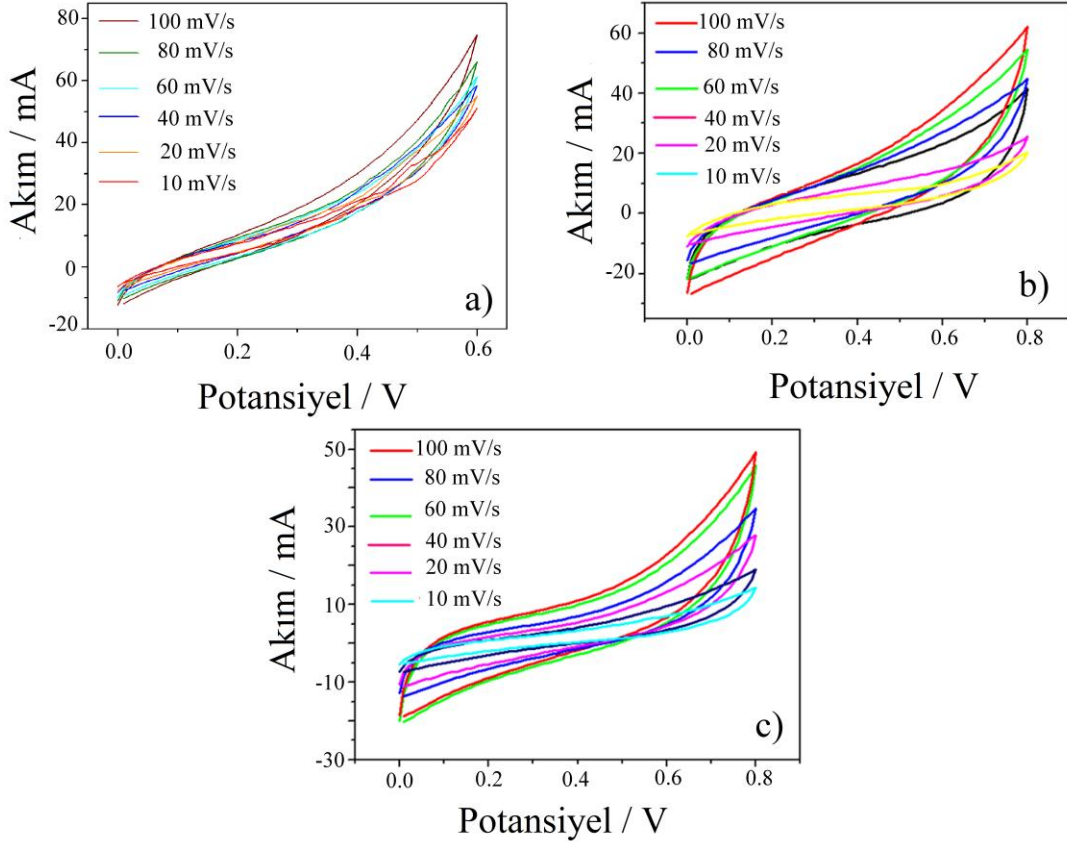 80
60
40
20
0
-20
Akım / mA
100 mV/s
80 mV/s
60 mV/s
40 mV/s
20 mV/s
10 mV/s
a)
0.0 0.2 0.4 0.6
Potansiyel / V
60
40
20
0
-20
Akım / mA
100 mV/s
80 mV/s
60 mV/s
40 mV/s
20 mV/s
10 mV/s
b)
0.0 0.2 0.4 0.6 0.8
Potansiyel / V
50
30
10
-10
-30
Akım / mA
100 mV/s
80 mV/s
60 mV/s
40 mV/s
20 mV/s
10 mV/s
c)
0.0 0.2 0.4 0.6 0.8
Potansiyel / V